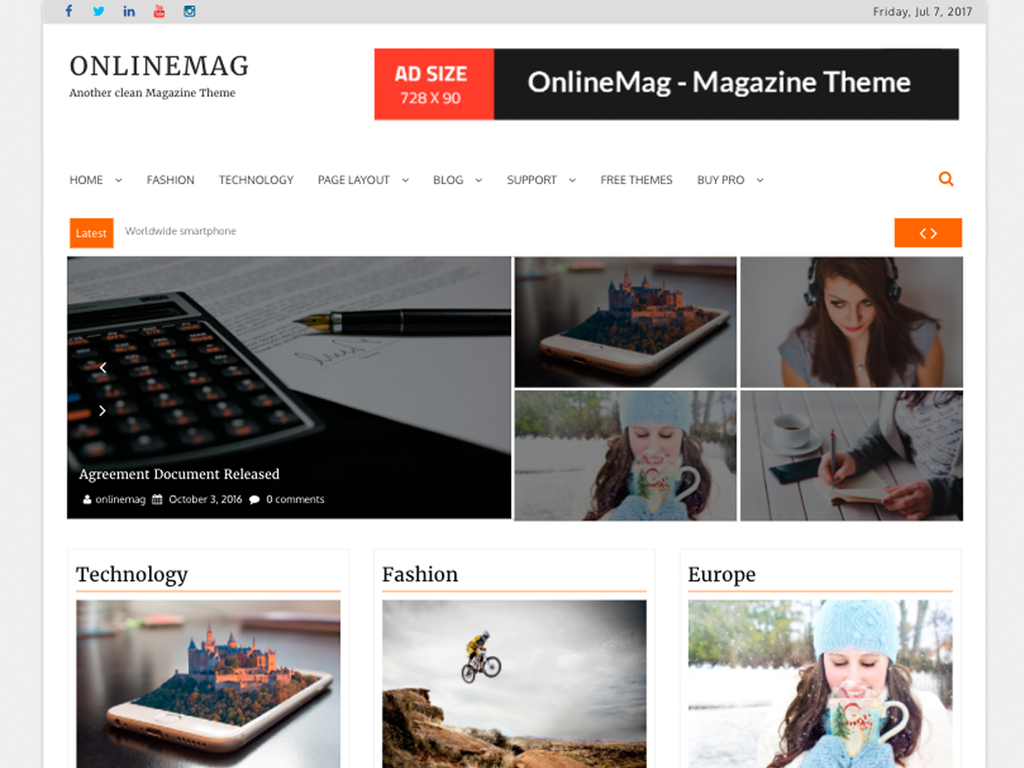 Friday, Jul 7, 2017
ONLINEMAG
Another clean Magazine Theme
AD SIZE
728 X 90
OnlineMag - Magazine Theme
HOME FASHION TECHNOLOGY PAGE LAYOUT BLOG SUPPORT FREE THEMES BUY PRO
Latest Worldwide smartphone
Agreement Document Released
onlinemag October 3, 2016 0 comments
Technology Fashion Europe